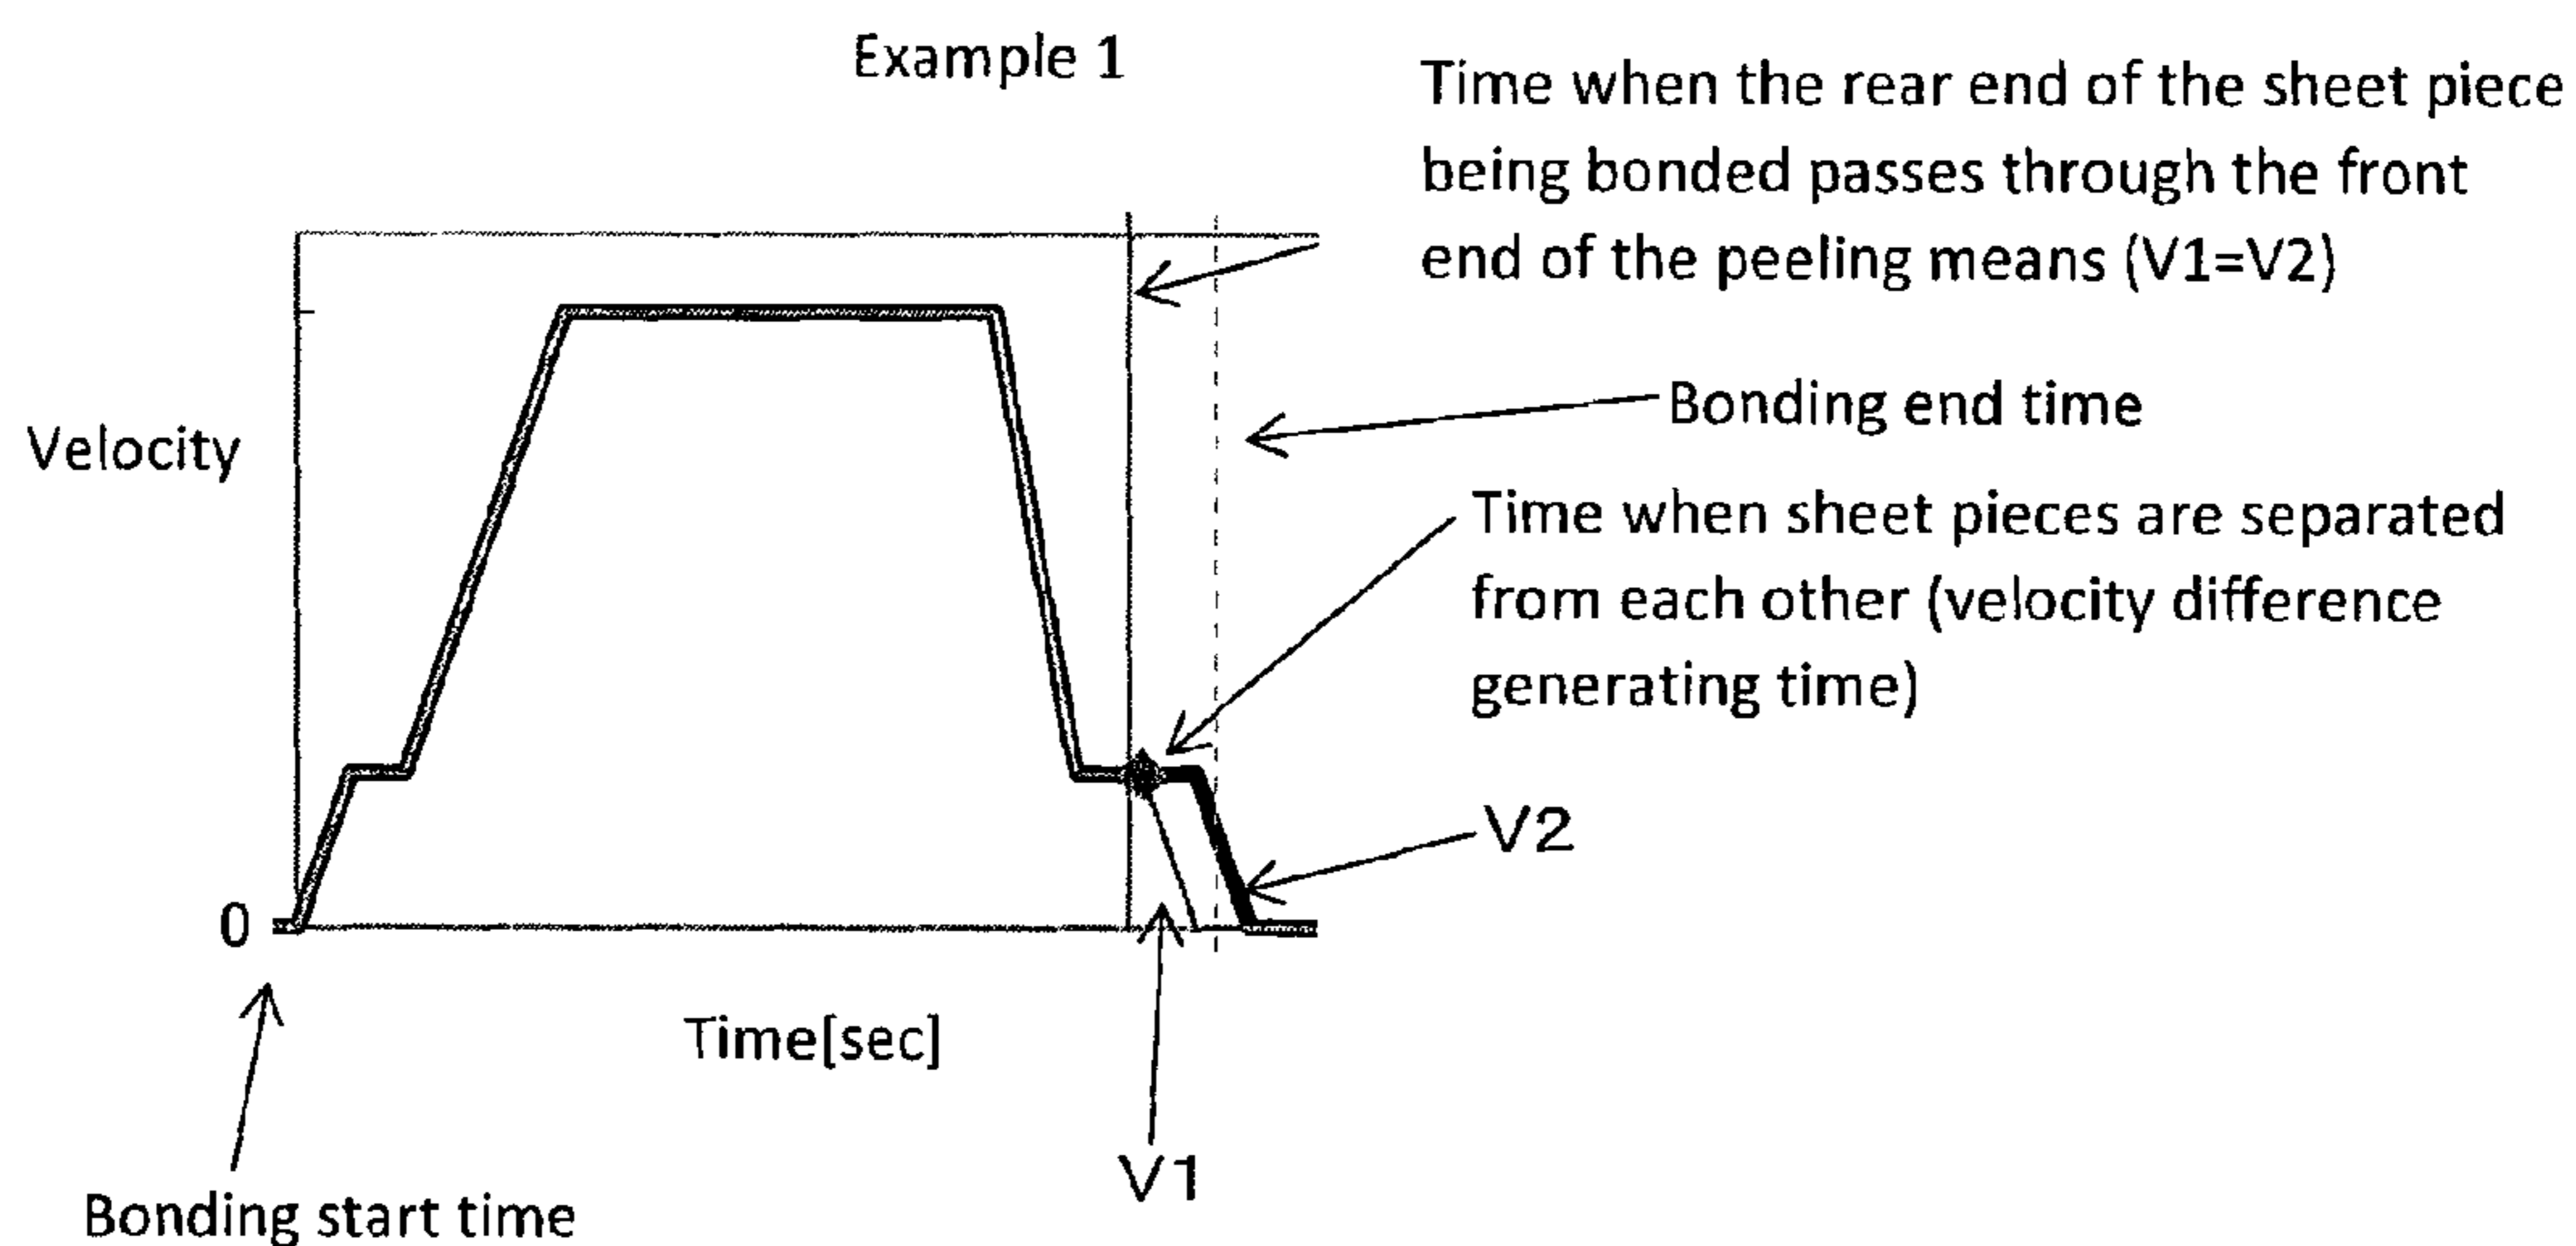 Example 1
Time when the rear end of the sheet piece
being bonded passes through the front
end of the peeling means (V1=V2)
Velocity
Bonding end time
Time when sheet pieces are separated
from each other (velocity difference
generating time)
V2
0
Time[sec]
V1
Bonding start time